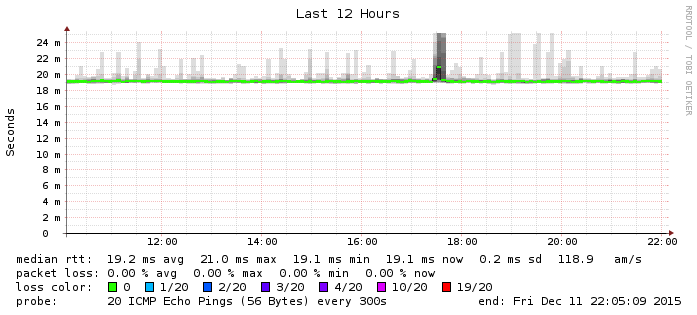 Last 12 Hours
RRDTOOL / TOBI OETIKER
Seconds
24 m
22 m
20 m
18 m
16 m
14 m
12 m
10 m
8 m
6 m
4 m
2 m
0
12:00 14:00 16:00 18:00 20:00 22:00
median rtt: 19.2 ms avg 21.0 ms max 19.1 ms min 19.1 ms now 0.2 ms sd 118.9 am/s
packet loss: 0.00 % avg 0.00 % max 0.00 % min 0.00 % now
loss color: 0 1/20 2/20 3/20 4/20 10/20 19/20
probe: 20 ICMP Echo Pings (56 Bytes) every 300s end: Fri Dec 11 22:05:09 2015